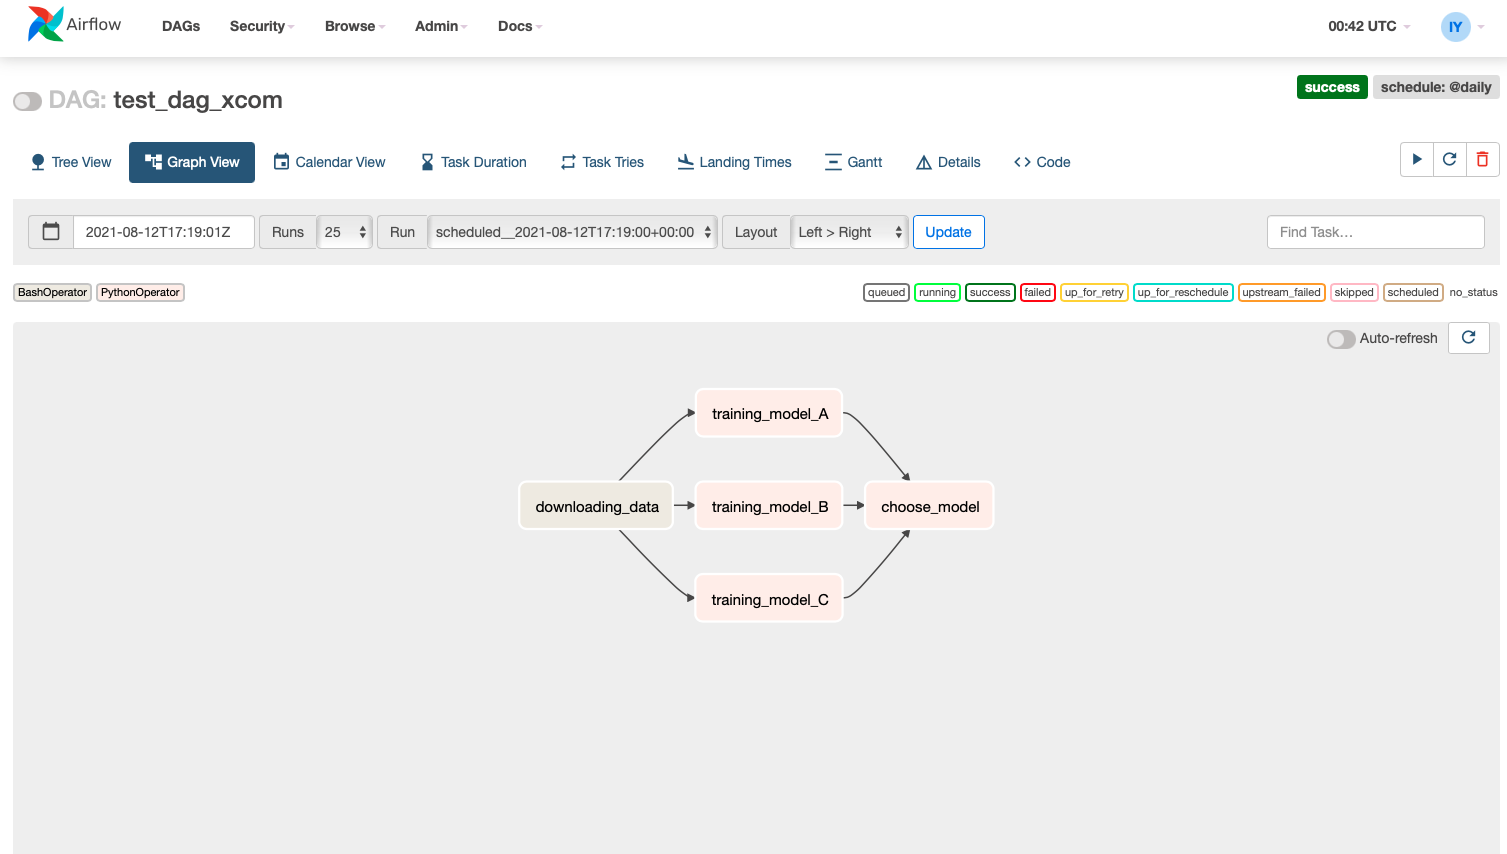 Airflow DAGs Security Browse Admin Docs 00:42 UTC IY
DAG: test_dag_xcom success schedule: @daily
Tree View Graph View Calendar View Task Duration Task Tries Landing Times Gantt Details Code
2021-08-12T17:19:01Z Runs 25 Run scheduled__2021-08-12T17:19:00+00:00 Layout Left > Right Update Find Task...
BashOperator PythonOperator queued running success failed up_for_retry up_for_reschedule upstream_failed skipped scheduled no_status
Auto-refresh
training_model_A
downloading_data training_model_B choose_model
training_model_C